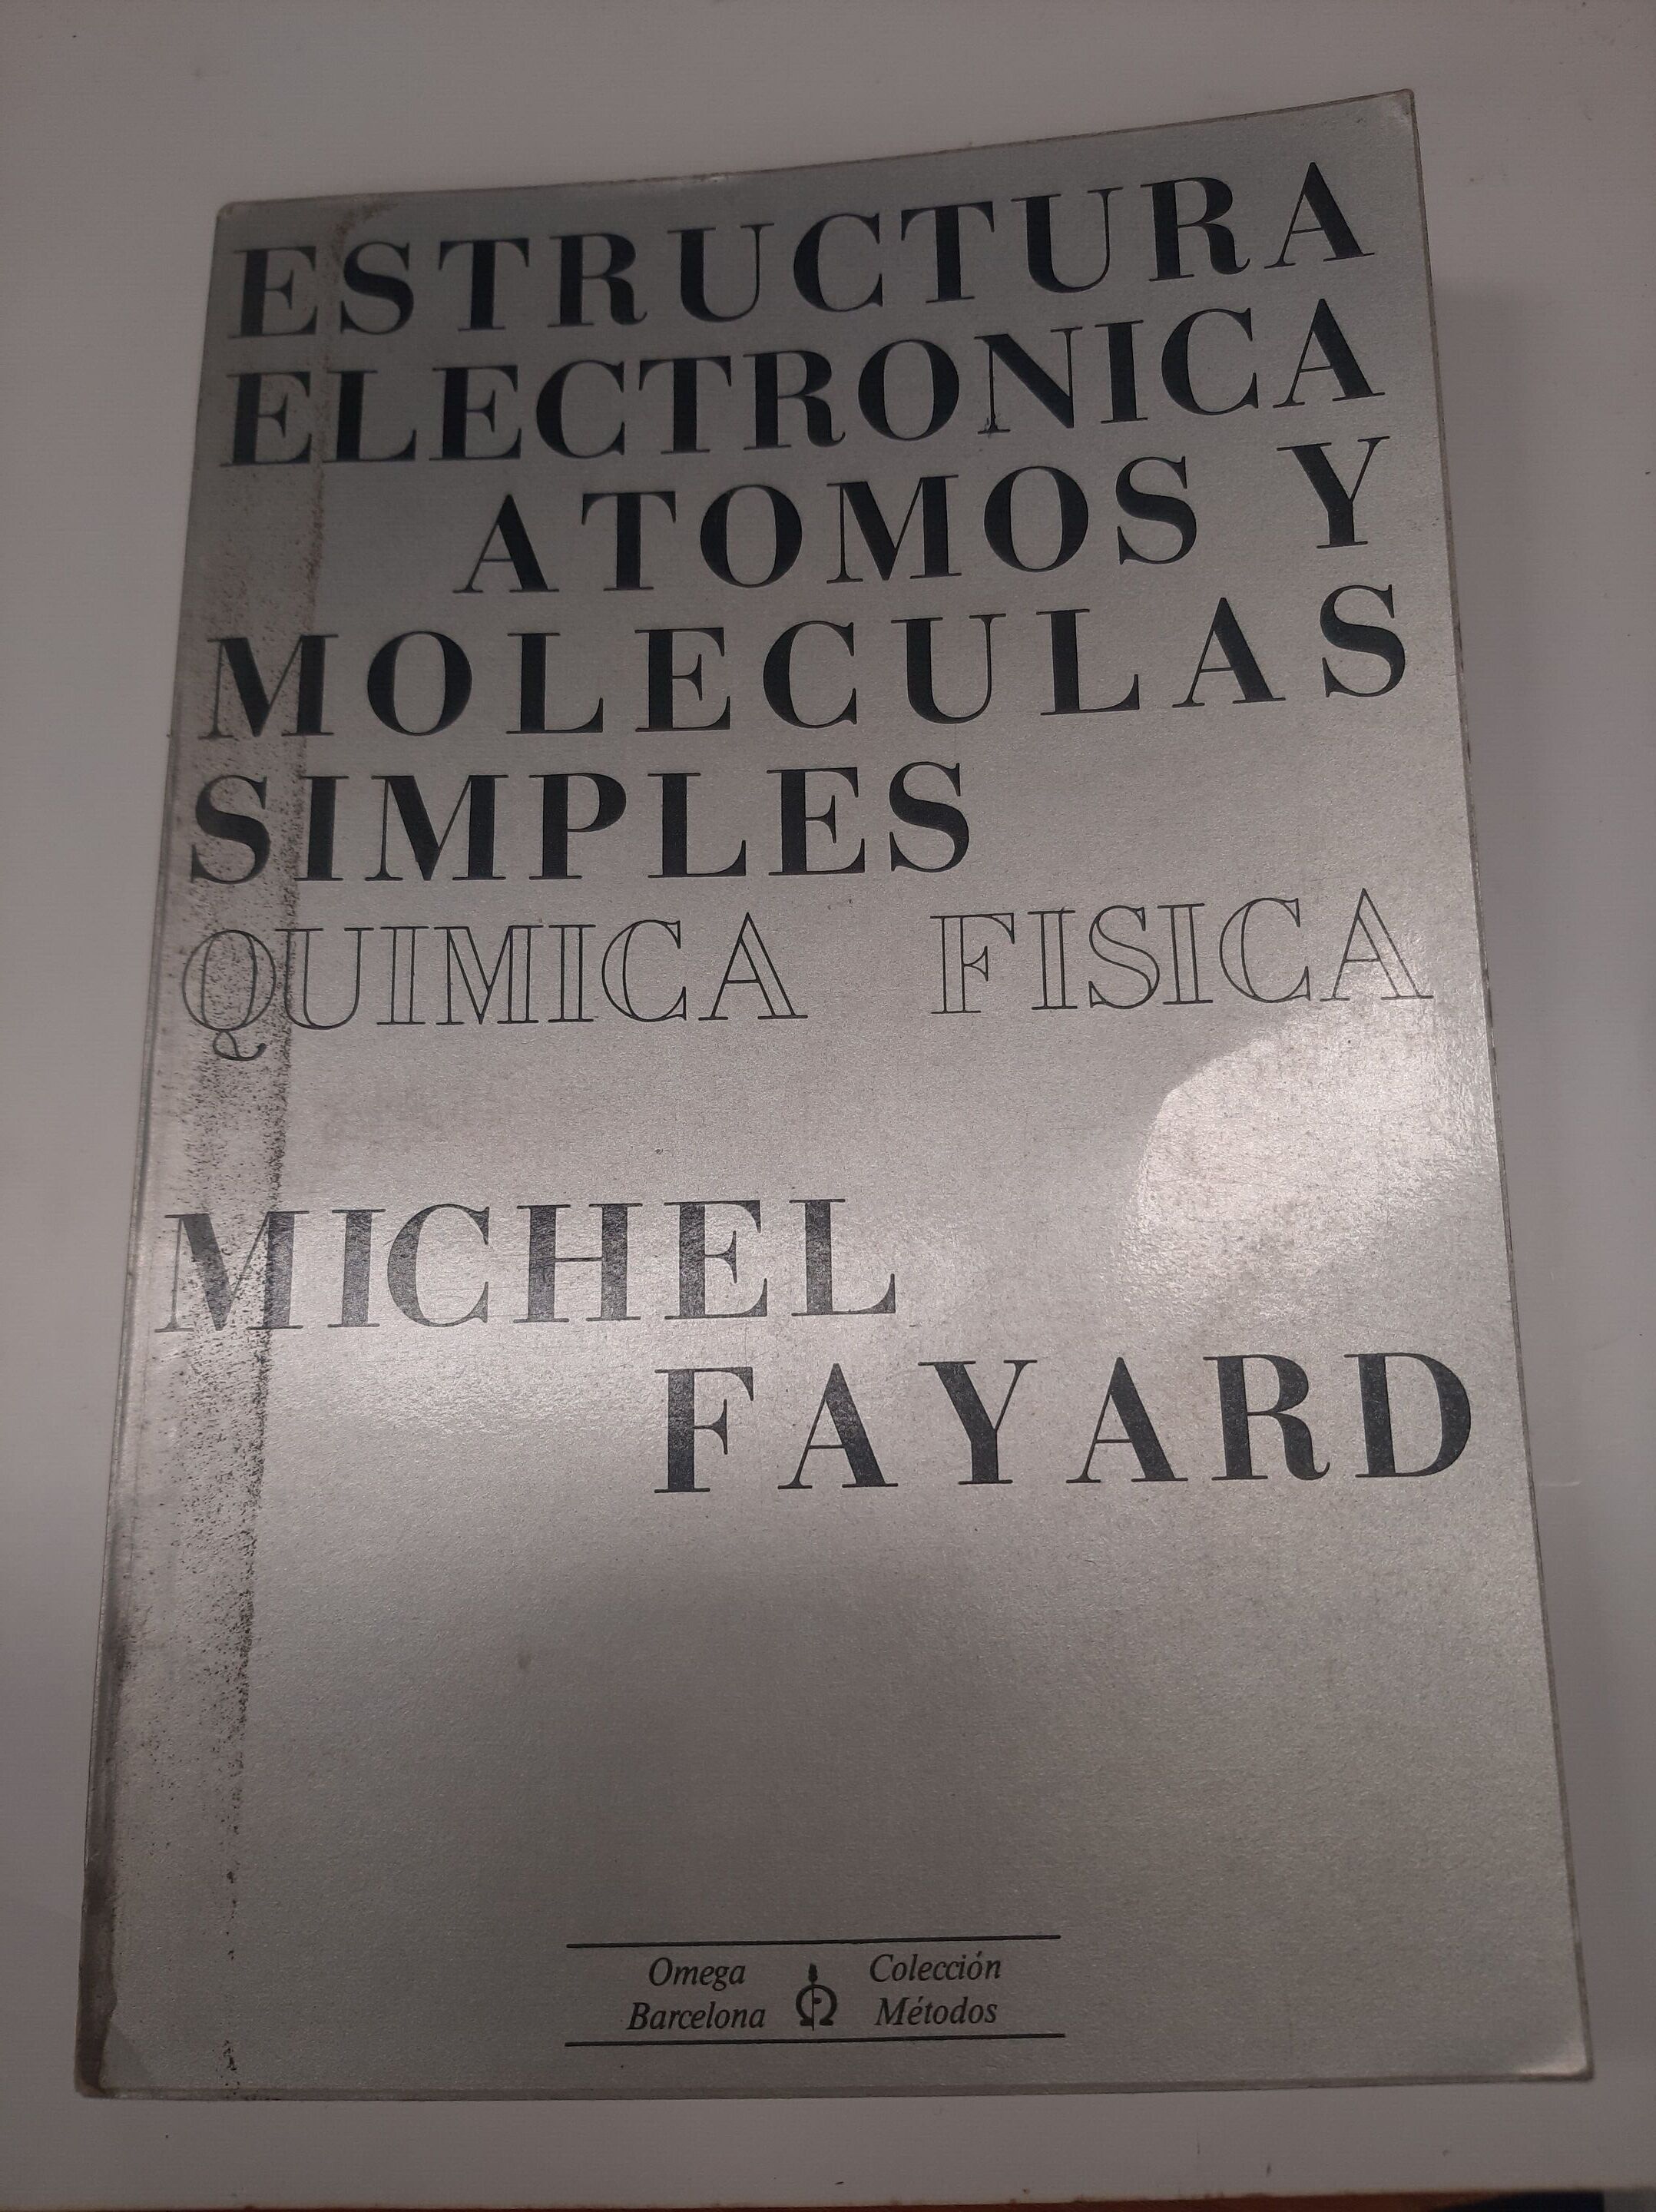 ESTRUCTURA
ELECTRONICA
ATOMOS Y
MOLECULAS
SIMPLES
QUIMICA FISICA
MICHEL
FAYARD
Omega
Barcelona
Colección
Métodos